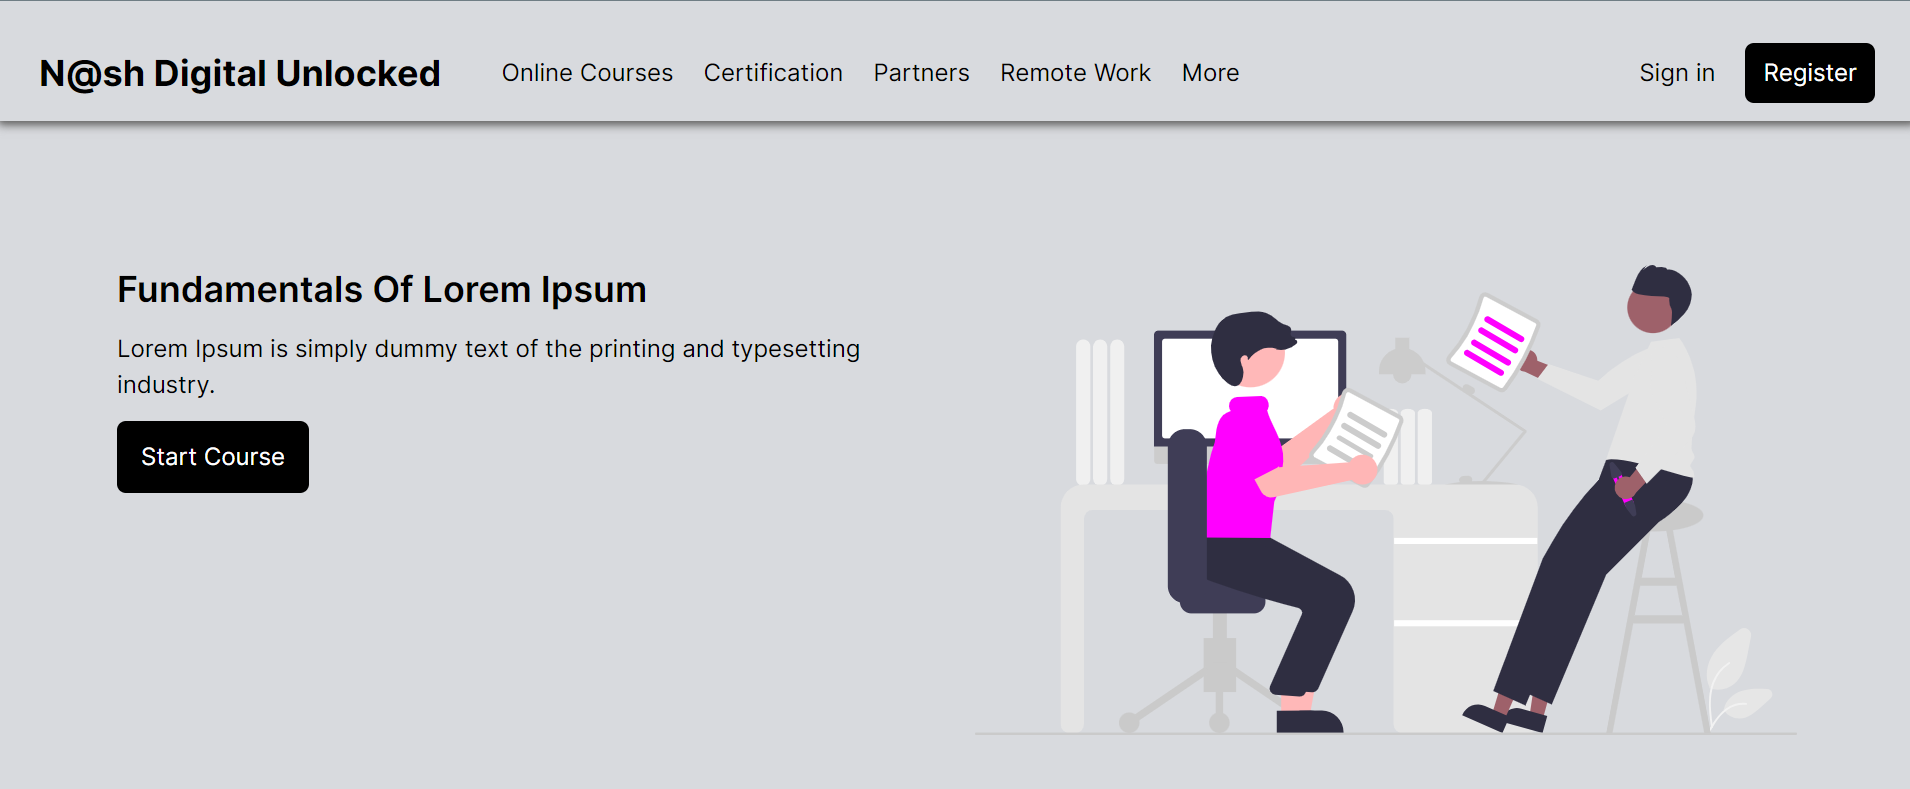 N@sh Digital Unlocked
Online Courses
Certification
Partners
Remote Work
More
Sign in
Register
Fundamentals Of Lorem Ipsum
Lorem Ipsum is simply dummy text of the printing and typesetting
industry.
Start Course